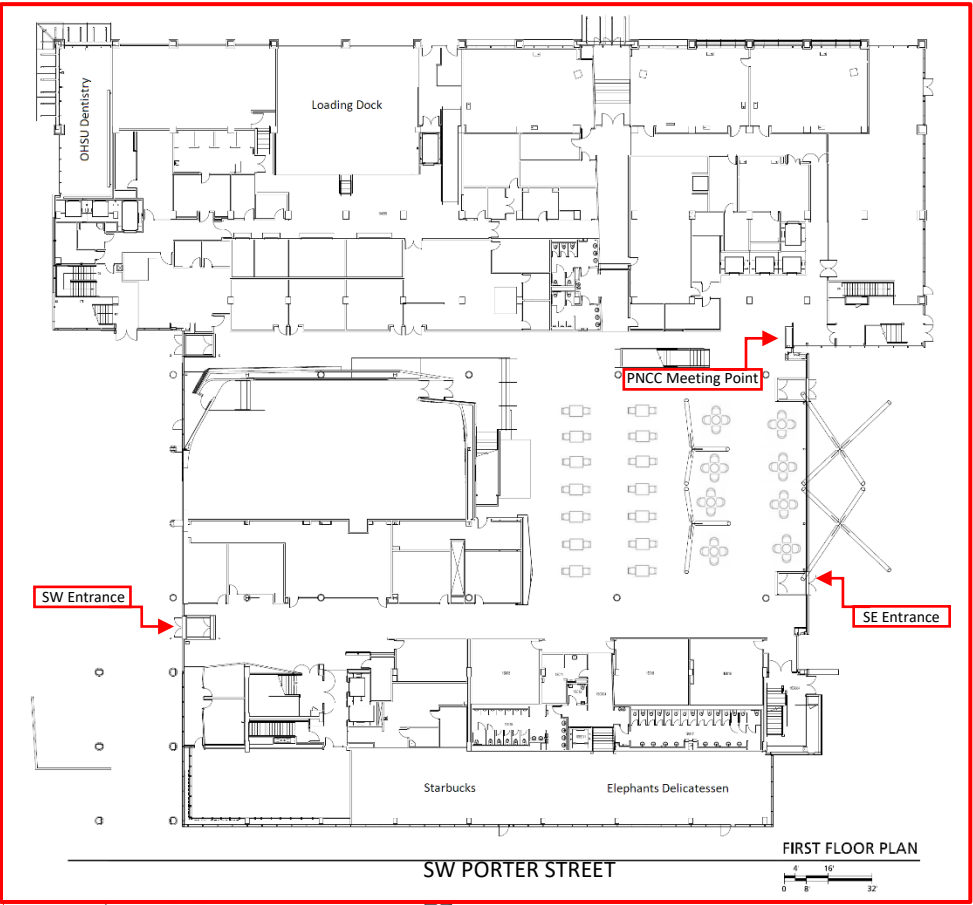 OHSU Dentistry
Loading Dock
PNCC Meeting Point
SW Entrance
SE Entrance
Starbucks
Elephants Delicatessen
FIRST FLOOR PLAN
SW PORTER STREET
4' 16'
0 8' 32'